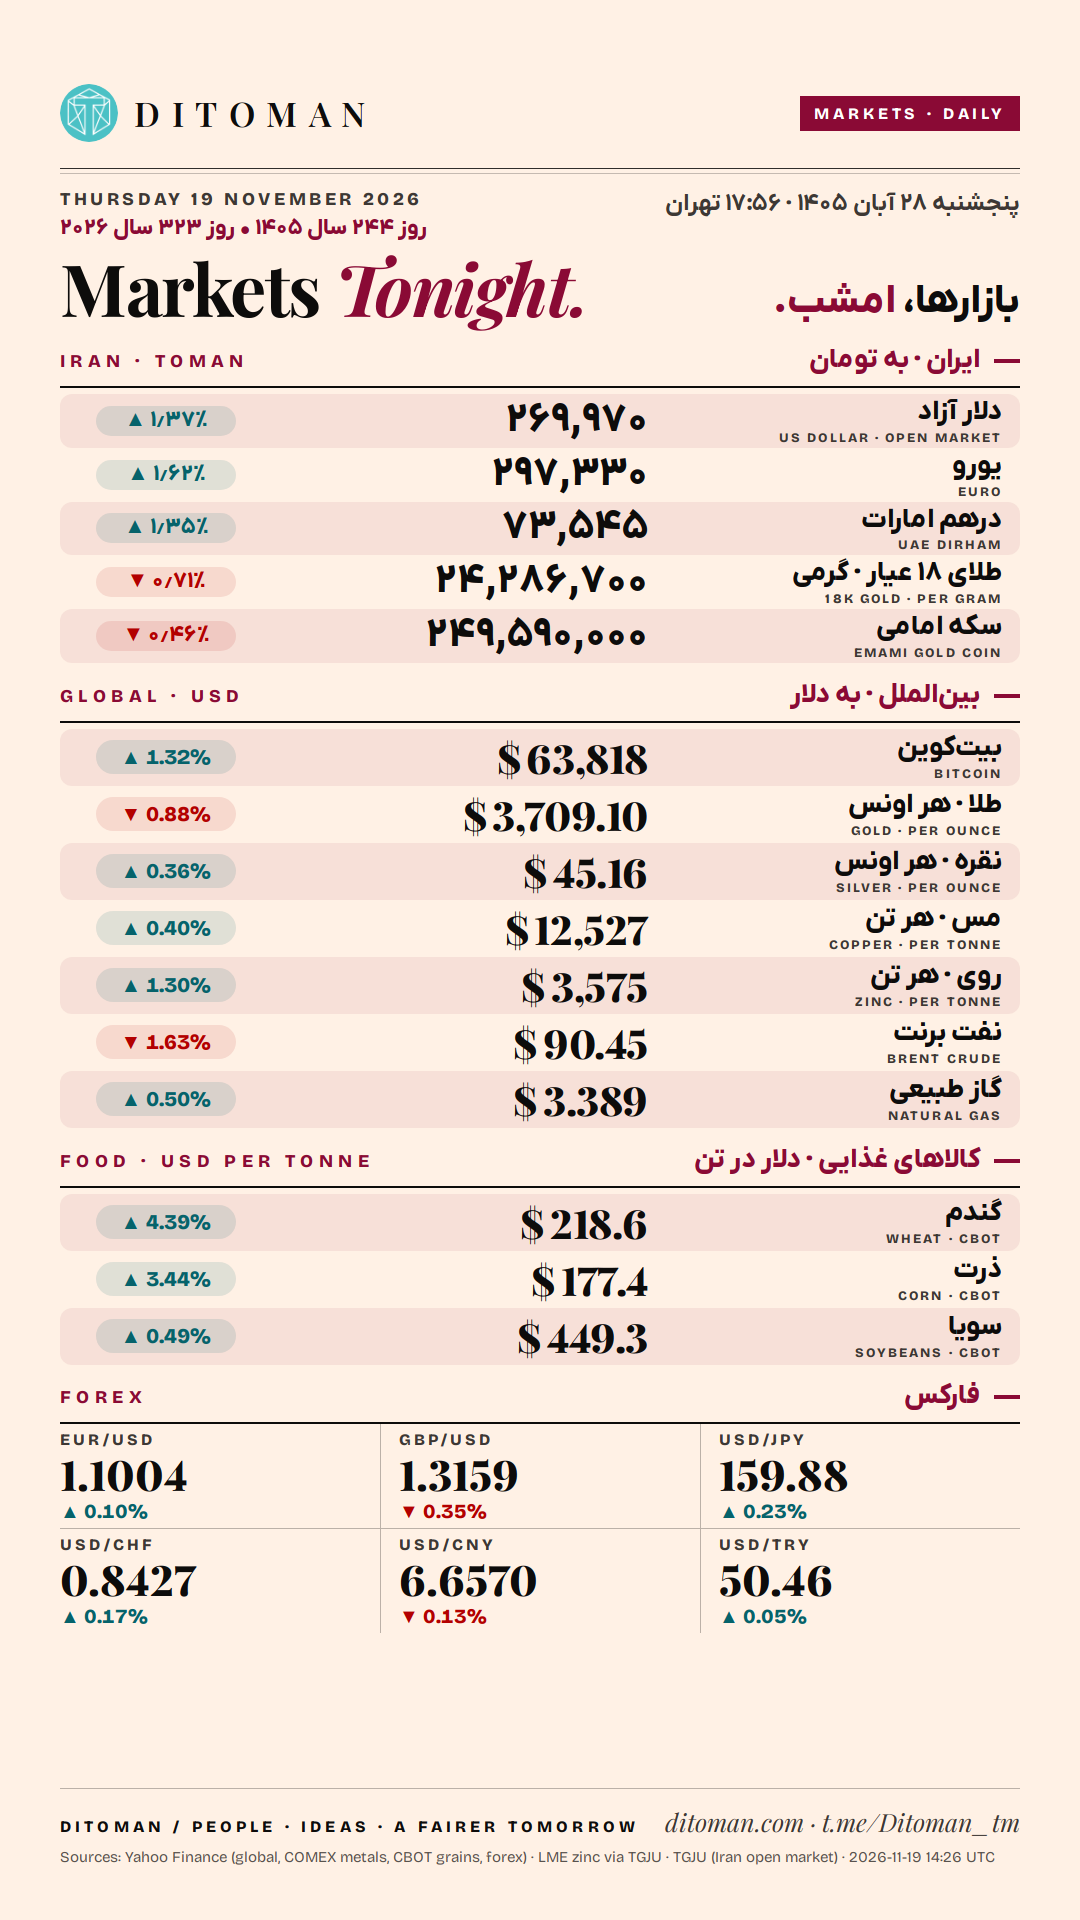 DITOMAN
MARKETS · DAILY
THURSDAY 19 NOVEMBER 2026
پنجشنبه ۲۸ آبان ۱۴۰۵ · ۱۷:۵۶ تهران
روز ۲۴۴ سال ۱۴۰۵ • روز ۳۲۳ سال ۲۰۲۶
Markets Tonight.
بازارها، امشب.
IRAN · TOMAN
ایران · به تومان —
دلار آزاد
US DOLLAR · OPEN MARKET
۲۶۹,۹۷۰
▲ ۱٫۳۷٪
یورو
EURO
۲۹۷,۳۳۰
▲ ۱٫۶۲٪
درهم امارات
UAE DIRHAM
۷۳,۵۴۵
▲ ۱٫۳۵٪
طلای ۱۸ عیار · گرمی
18K GOLD · PER GRAM
۲۴,۲۸۶,۷۰۰
▼ ۰٫۷۱٪
سکه امامی
EMAMI GOLD COIN
۲۴۹,۵۹۰,۰۰۰
▼ ۰٫۴۶٪
GLOBAL · USD
بین‌الملل · به دلار —
بیت‌کوین
BITCOIN
$63,818
▲ 1.32%
طلا · هر اونس
GOLD · PER OUNCE
$3,709.10
▼ 0.88%
نقره · هر اونس
SILVER · PER OUNCE
$45.16
▲ 0.36%
مس · هر تن
COPPER · PER TONNE
$12,527
▲ 0.40%
روی · هر تن
ZINC · PER TONNE
$3,575
▲ 1.30%
نفت برنت
BRENT CRUDE
$90.45
▼ 1.63%
گاز طبیعی
NATURAL GAS
$3.389
▲ 0.50%
FOOD · USD PER TONNE
کالاهای غذایی · دلار در تن —
گندم
WHEAT · CBOT
$218.6
▲ 4.39%
ذرت
CORN · CBOT
$177.4
▲ 3.44%
سویا
SOYBEANS · CBOT
$449.3
▲ 0.49%
FOREX
فارکس —
EUR/USD
1.1004
▲ 0.10%
GBP/USD
1.3159
▼ 0.35%
USD/JPY
159.88
▲ 0.23%
USD/CHF
0.8427
▲ 0.17%
USD/CNY
6.6570
▼ 0.13%
USD/TRY
50.46
▲ 0.05%
DITOMAN / PEOPLE · IDEAS · A FAIRER TOMORROW
ditoman.com · t.me/Ditoman_tm
Sources: Yahoo Finance (global, COMEX metals, CBOT grains, forex) · LME zinc via TGJU · TGJU (Iran open market) · 2026-11-19 14:26 UTC